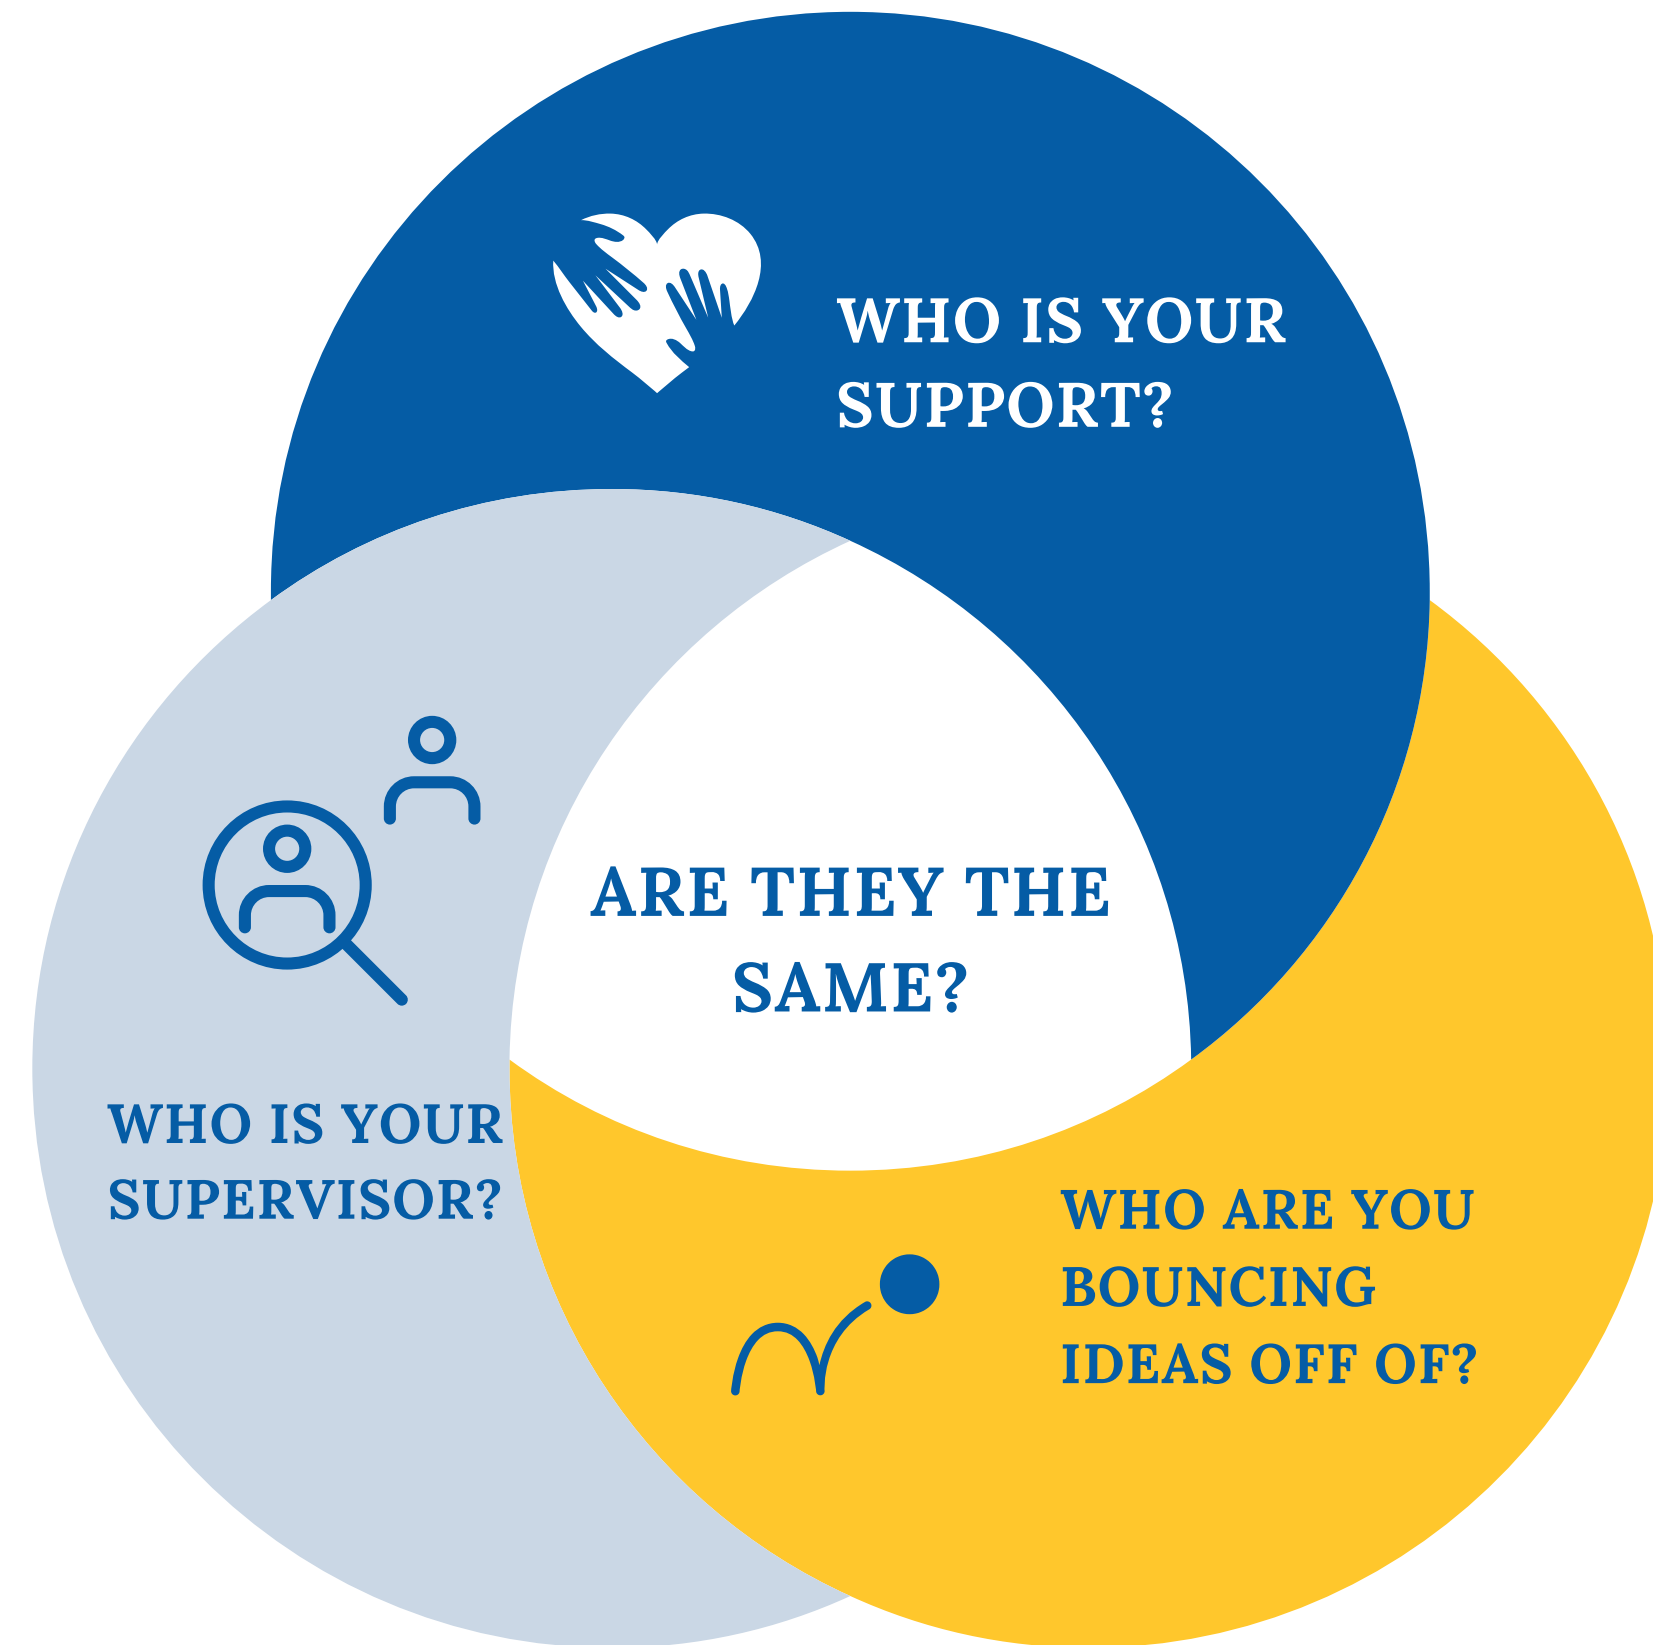 WHO IS YOUR
SUPPORT?
ARE THEY THE
SAME?
WHO IS YOUR
SUPERVISOR?
WHO ARE YOU
BOUNCING
IDEAS OFF OF?